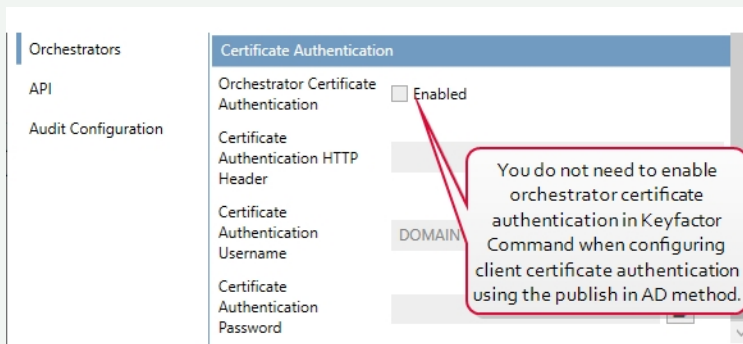 Orchestrators
API
Audit Configuration
Certificate Authentication
Orchestrator Certificate
Authentication
Enabled
Certificate
Authentication HTTP
Header
Certificate
Authentication
Username
DOMAIN
Certificate
Authentication
Password
You do not need to enable
orchestrator certificate
authentication in Keyfactor
Command when configuring
client certificate authentication
using the publish in AD method.